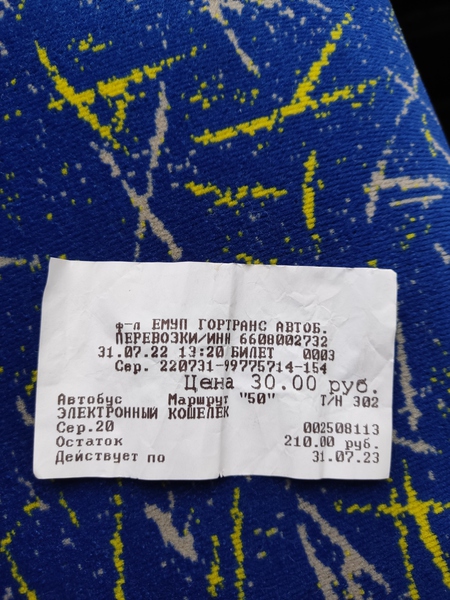 ф-л ЕМУП ГОРТРАНС АВТОБ.
ПЕРЕВОЗКИ/ИНН 6608002732
31.07.22 13:20 БИЛЕТ 0003
Сер. 220731-99775714-154
Цена 30.00 руб.
Автобус Маршрут "50" Т/Н 302
ЭЛЕКТРОННЫЙ КОШЕЛЕК
Сер.20 002508113
Остаток 210.00 руб.
Действует по 31.07.23